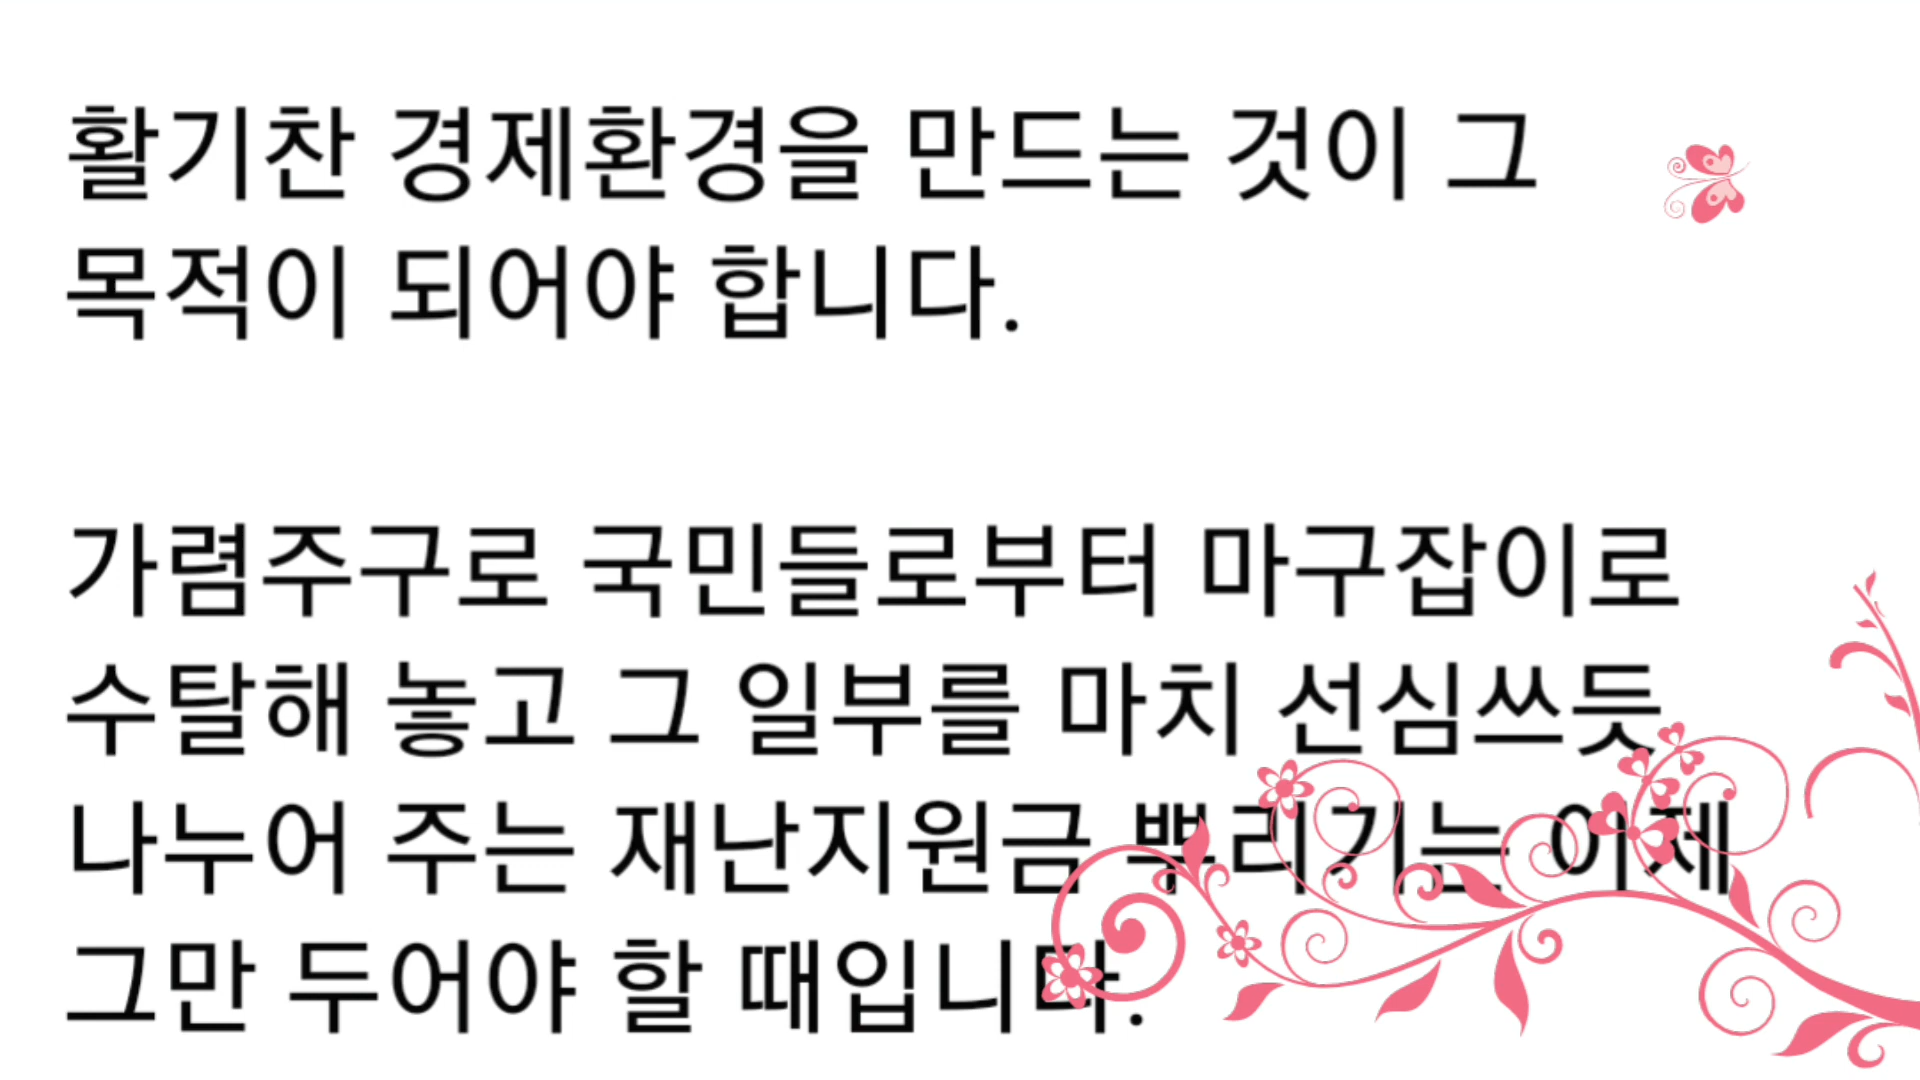 활기찬 경제환경을 만드는 것이 그
목적이 되어야 합니다.
가렴주구로 국민들로부터 마구잡이로
수탈해 놓고 그 일부를 마치 선심쓰듯
나누어 주는 재난지원금 뿌리기는 이제
그만 두어야 할 때입니다.